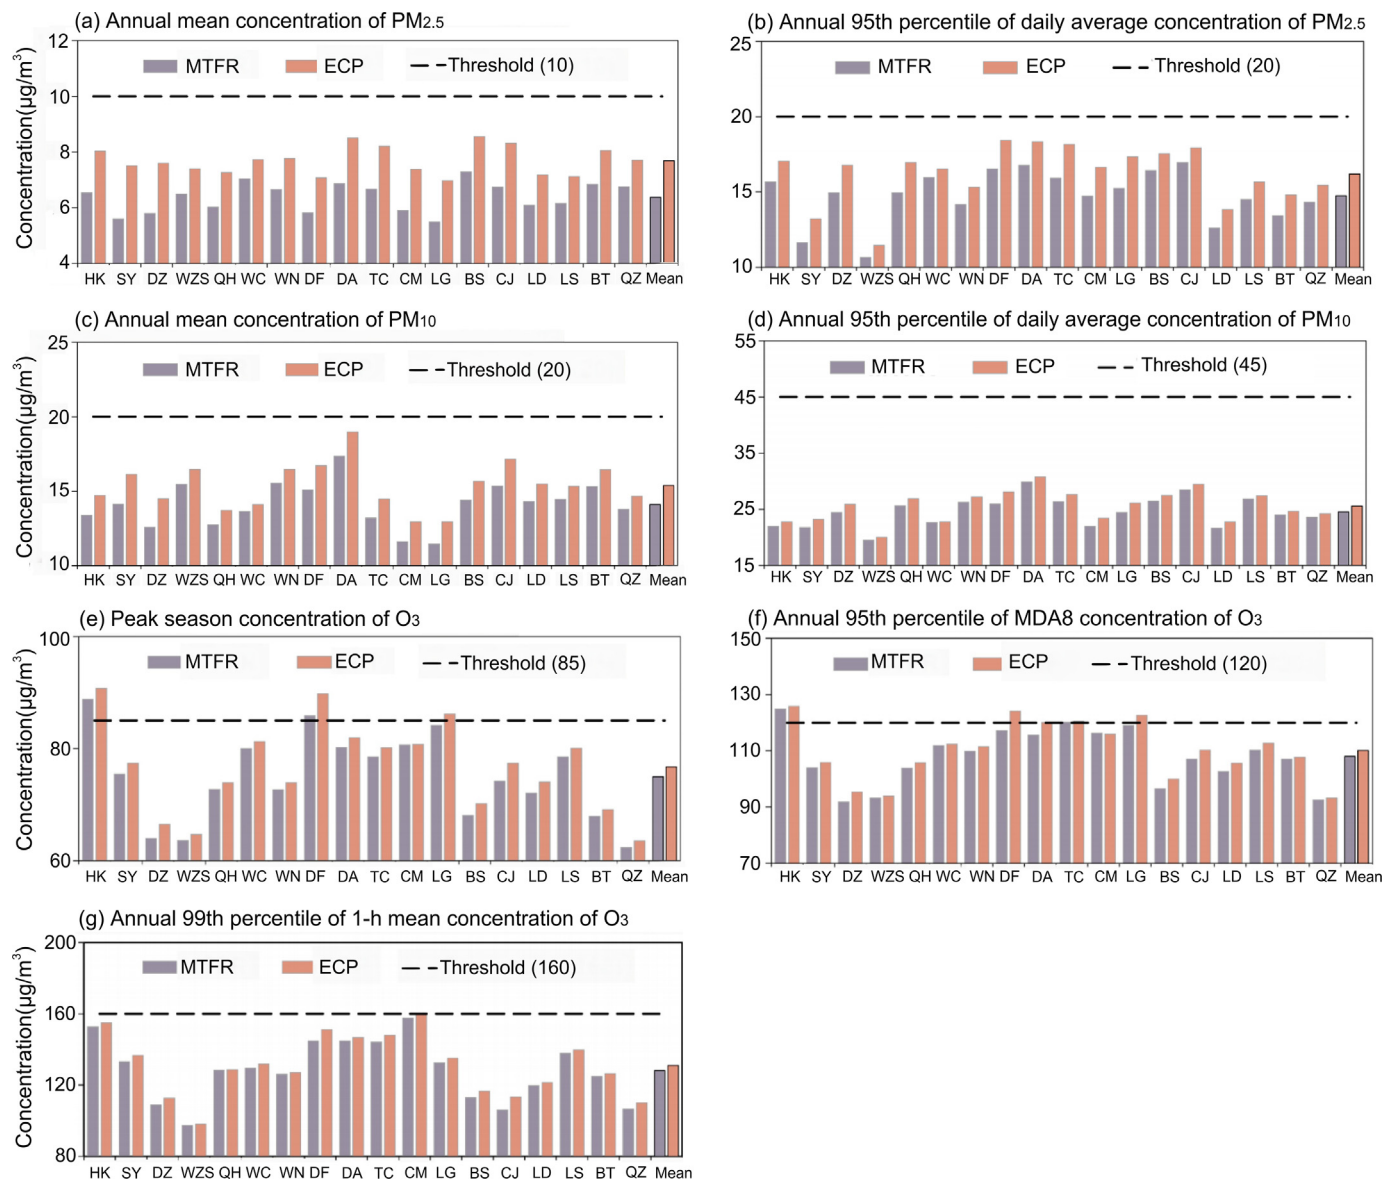 (a) Annual mean concentration of PM2.5
Concentration(μg/m³)
12
10
8
6
4
MTFR ECP Threshold (10)
HK SY DZ WZS QH WC WN DF DA TC CM LG BS CJ LD LS BT QZ Mean
(b) Annual 95th percentile of daily average concentration of PM2.5
25
20
15
10
MTFR ECP Threshold (20)
HK SY DZ WZS QH WC WN DF DA TC CM LG BS CJ LD LS BT QZ Mean
(c) Annual mean concentration of PM10
Concentration(μg/m³)
25
20
15
10
MTFR ECP Threshold (20)
HK SY DZ WZS QH WC WN DF DA TC CM LG BS CJ LD LS BT QZ Mean
(d) Annual 95th percentile of daily average concentration of PM10
55
45
35
25
15
MTFR ECP Threshold (45)
HK SY DZ WZS QH WC WN DF DA TC CM LG BS CJ LD LS BT QZ Mean
(e) Peak season concentration of O3
Concentration(μg/m³)
100
80
60
MTFR ECP Threshold (85)
HK SY DZ WZS QH WC WN DF DA TC CM LG BS CJ LD LS BT QZ Mean
(f) Annual 95th percentile of MDA8 concentration of O3
150
130
110
90
70
MTFR ECP Threshold (120)
HK SY DZ WZS QH WC WN DF DA TC CM LG BS CJ LD LS BT QZ Mean
(g) Annual 99th percentile of 1-h mean concentration of O3
Concentration(μg/m³)
200
160
120
80
MTFR ECP Threshold (160)
HK SY DZ WZS QH WC WN DF DA TC CM LG BS CJ LD LS BT QZ Mean